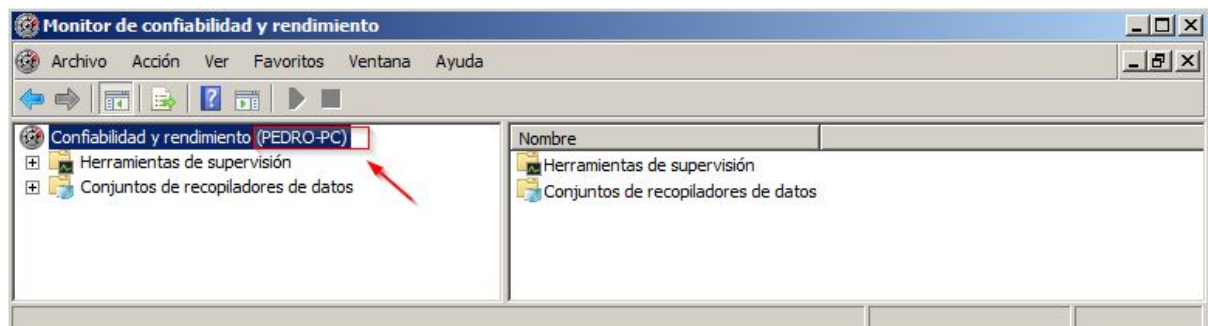 Monitor de confiabilidad y rendimiento
Archivo Acción Ver Favoritos Ventana Ayuda
Confiabilidad y rendimiento (PEDRO-PC)
Herramientas de supervisión
Conjuntos de recopiladores de datos
Nombre
Herramientas de supervisión
Conjuntos de recopiladores de datos